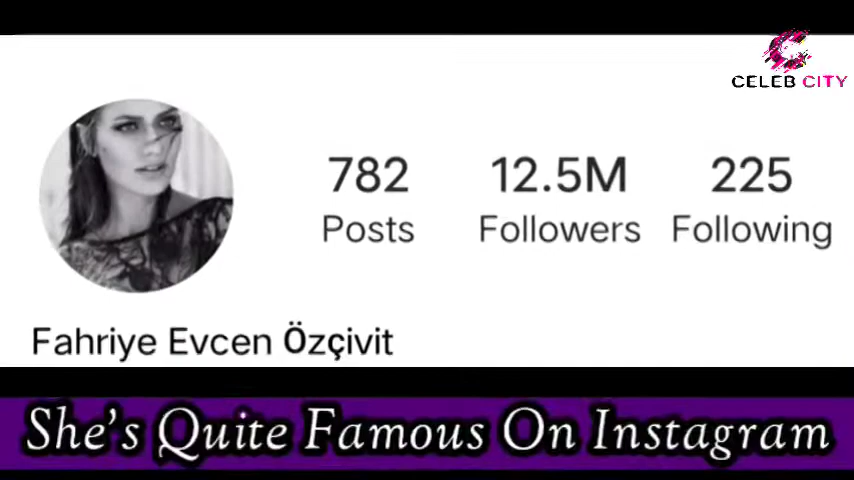 CELEB CITY
782 12.5M 225
Posts Followers Following
Fahriye Evcen Özçivit
She's Quite Famous On Instagram